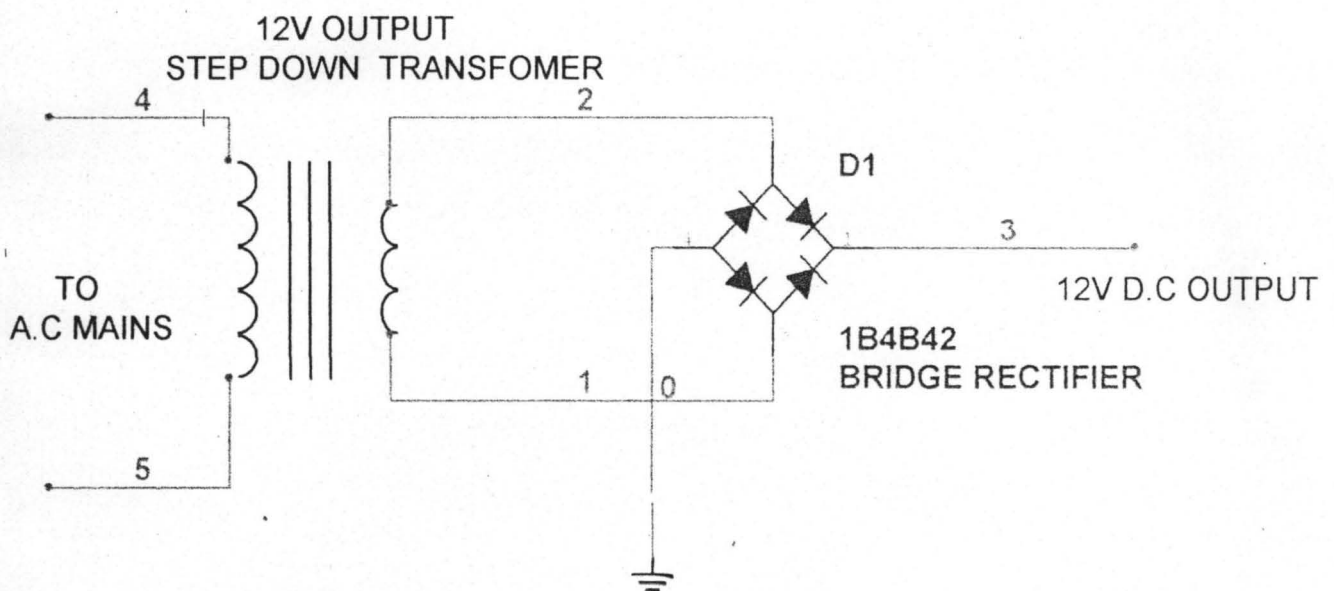 12V OUTPUT
STEP DOWN TRANSFOMER
4
2
D1
3
TO
A.C MAINS
12V D.C OUTPUT
1B4B42
BRIDGE RECTIFIER
1
0
5